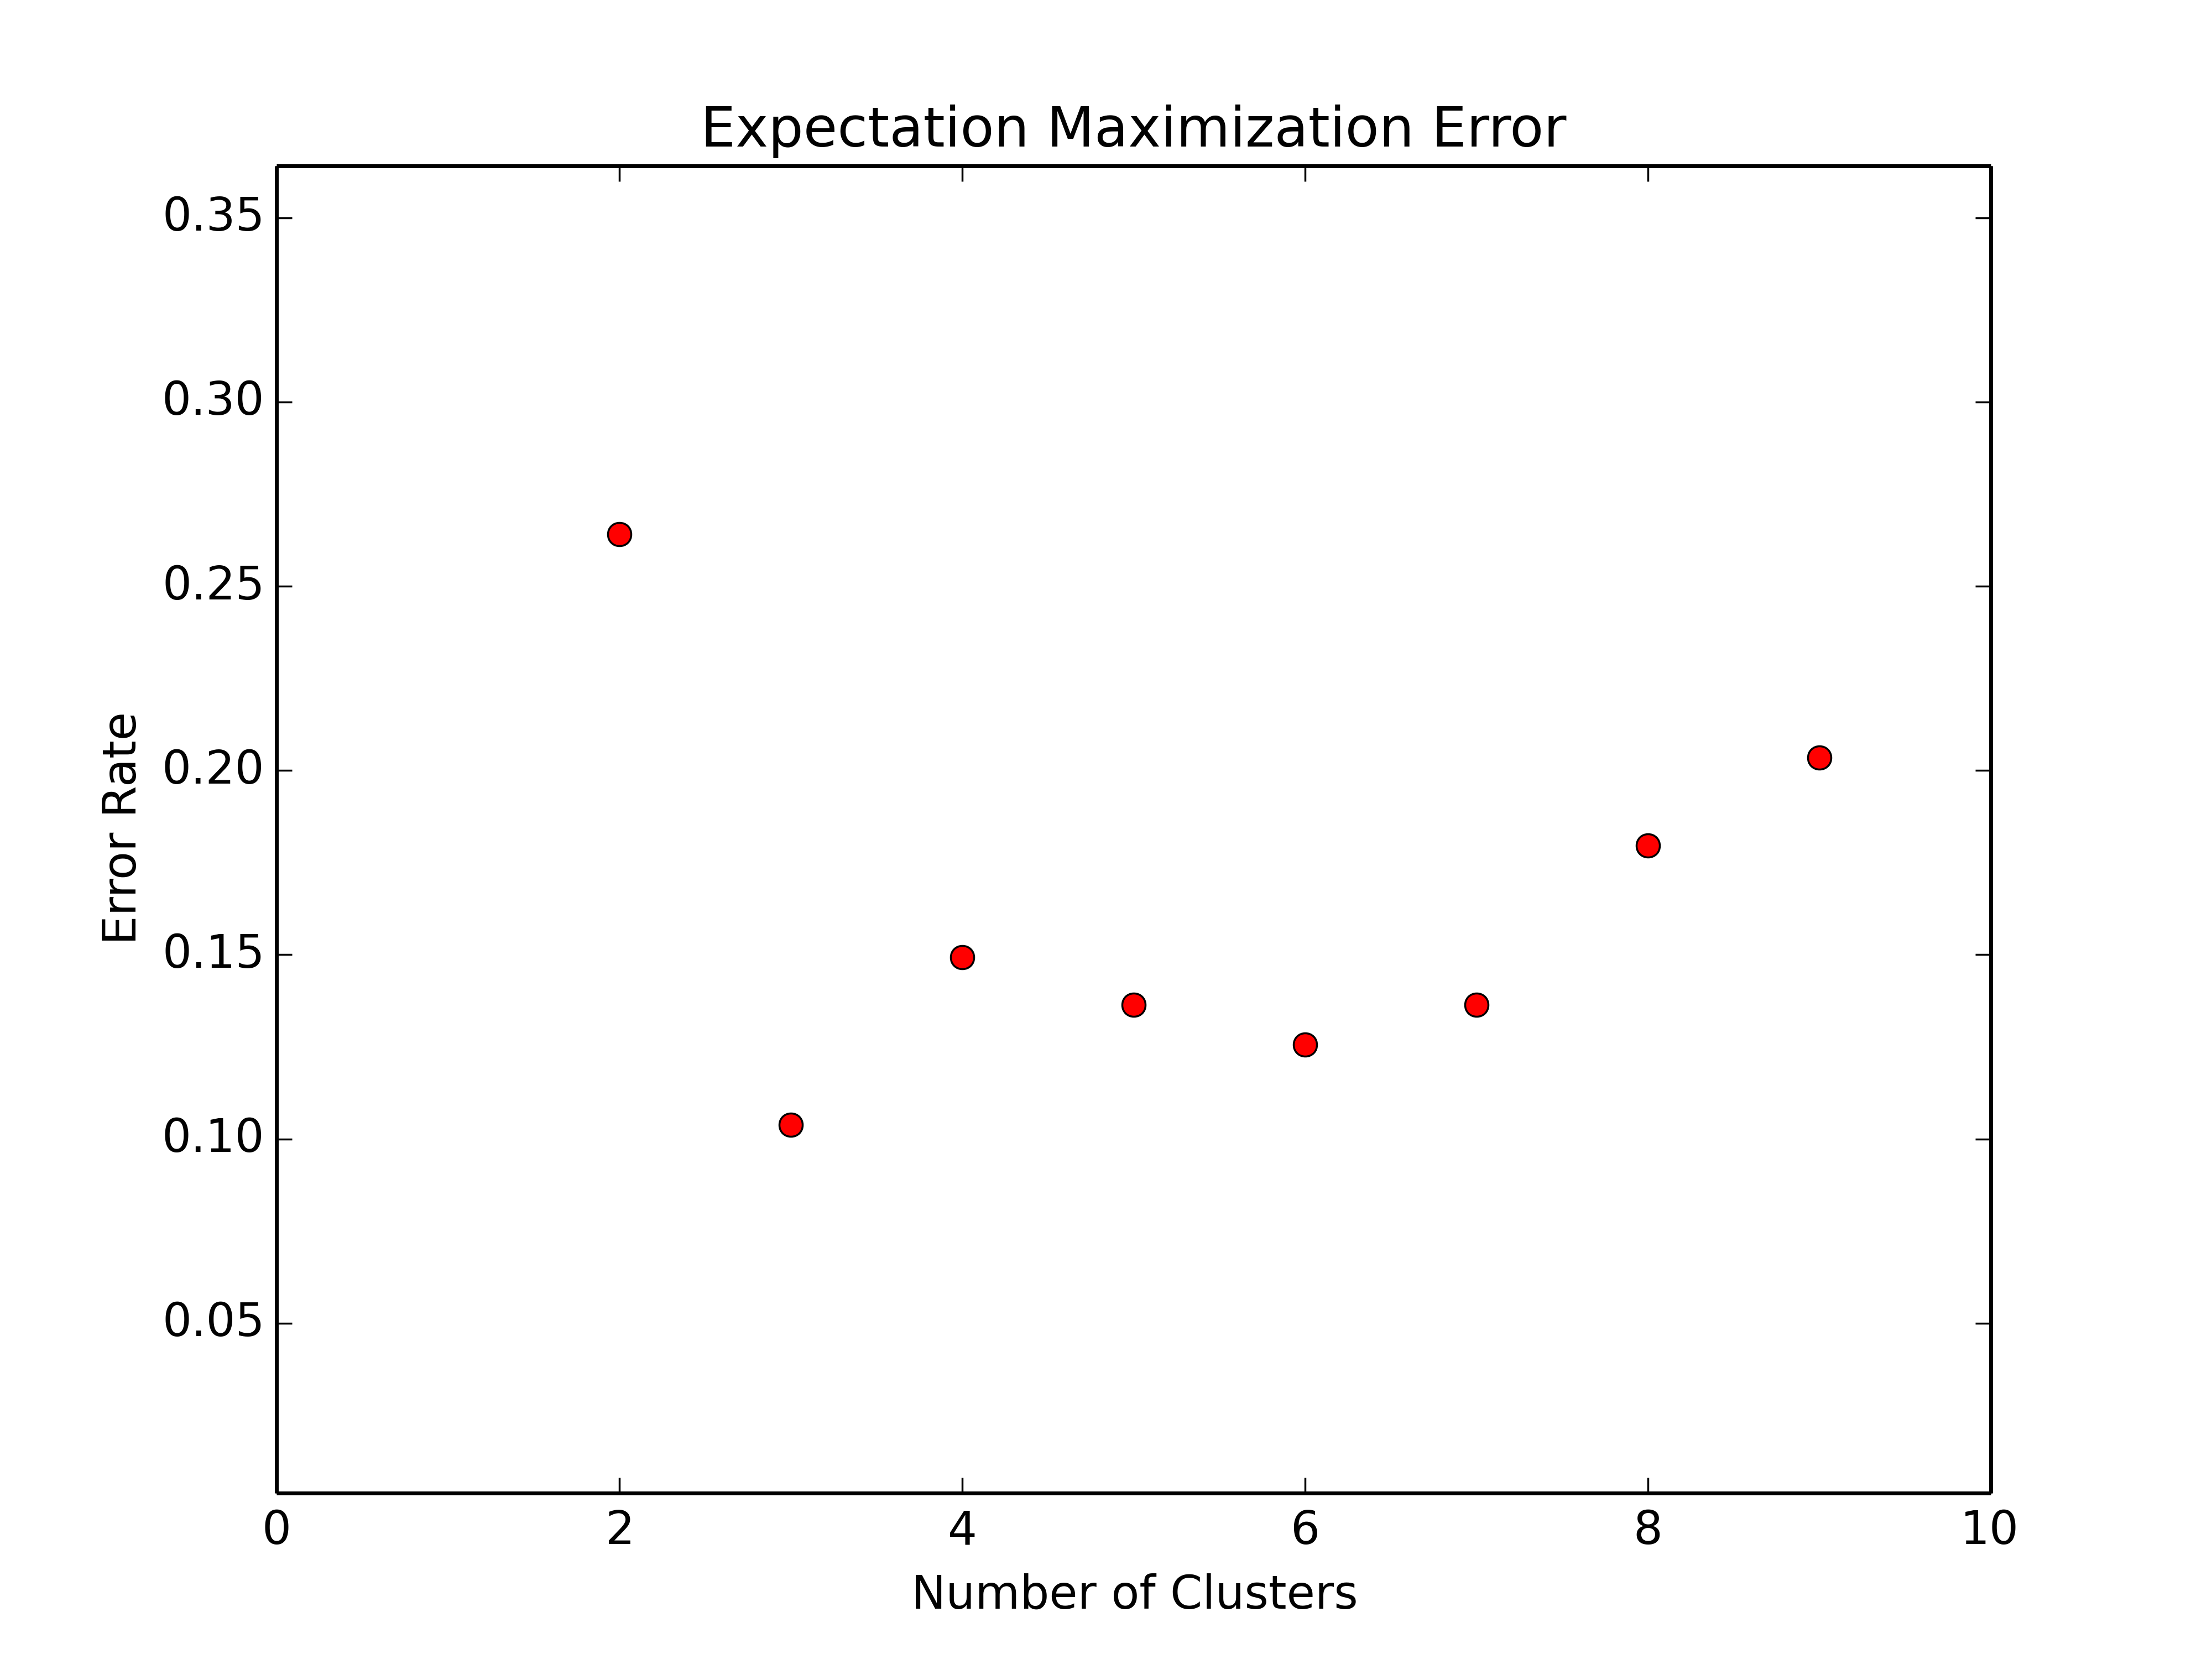 Expectation Maximization Error
0.35
0.30
0.25
0.20
0.15
0.10
0.05
Error Rate
0 2 4 6 8 10
Number of Clusters